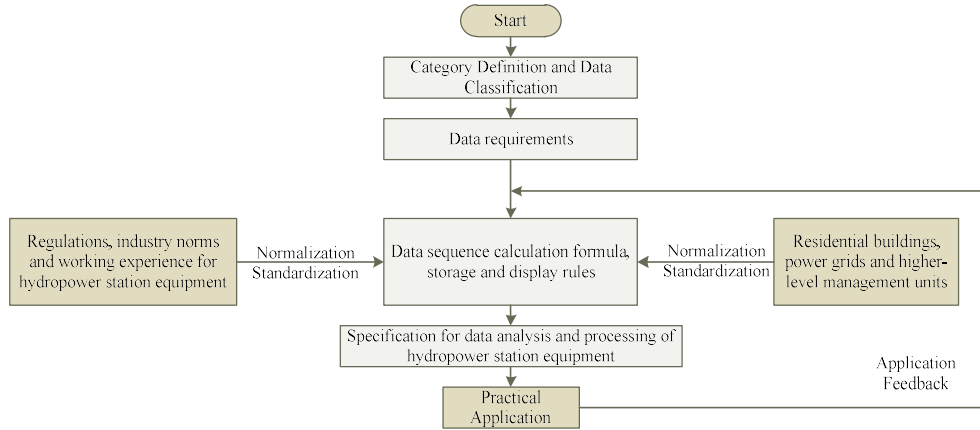 Start
Category Definition and Data
Classification
Data requirements
Regulations, industry norms
and working experience for
hydropower station equipment
Normalization
Standardization
Data sequence calculation formula,
storage and display rules
Normalization
Standardization
Residential buildings,
power grids and higher-
level management units
Specification for data analysis and processing of
hydropower station equipment
Application
Feedback
Practical
Application